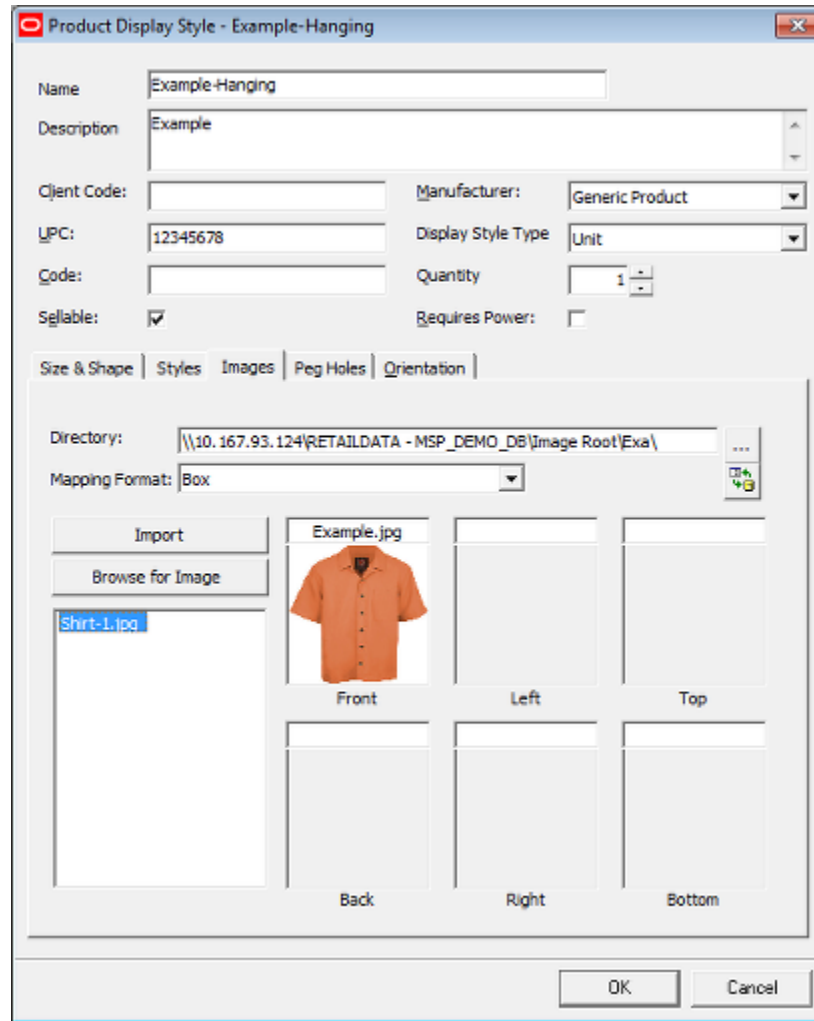 Product Display Style - Example-Hanging
Name Example-Hanging
Description Example
Client Code: Manufacturer: Generic Product
UPC: 12345678 Display Style Type Unit
Code: Quantity 1
Sellable: Requires Power:
Size & Shape Styles Images Peg Holes Orientation
Directory: \\10.167.93.124\RETAILDATA - MSP_DEMO_DB\Image Root\Exa\ ...
Mapping Format: Box
Import Example.jpg
Browse for Image
Shirt-1.jpg
Front Left Top
Back Right Bottom
OK Cancel